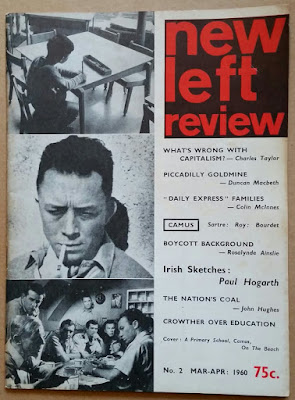 new
left
review
WHAT'S WRONG WITH
CAPITALISM? — Charles Taylor
PICCADILLY GOLDMINE
— Duncan Macbeth
"DAILY EXPRESS" FAMILIES
— Colin McInnes
CAMUS Sartre: Roy: Bourdet
BOYCOTT BACKGROUND
— Rosalynde Ainslie
Irish Sketches:
Paul Hogarth
THE NATION'S COAL
— John Hughes
CROWTHER OVER EDUCATION
Cover: A Primary School, Camus,
On The Beach
No. 2 MAR-APR: 1960 75c.